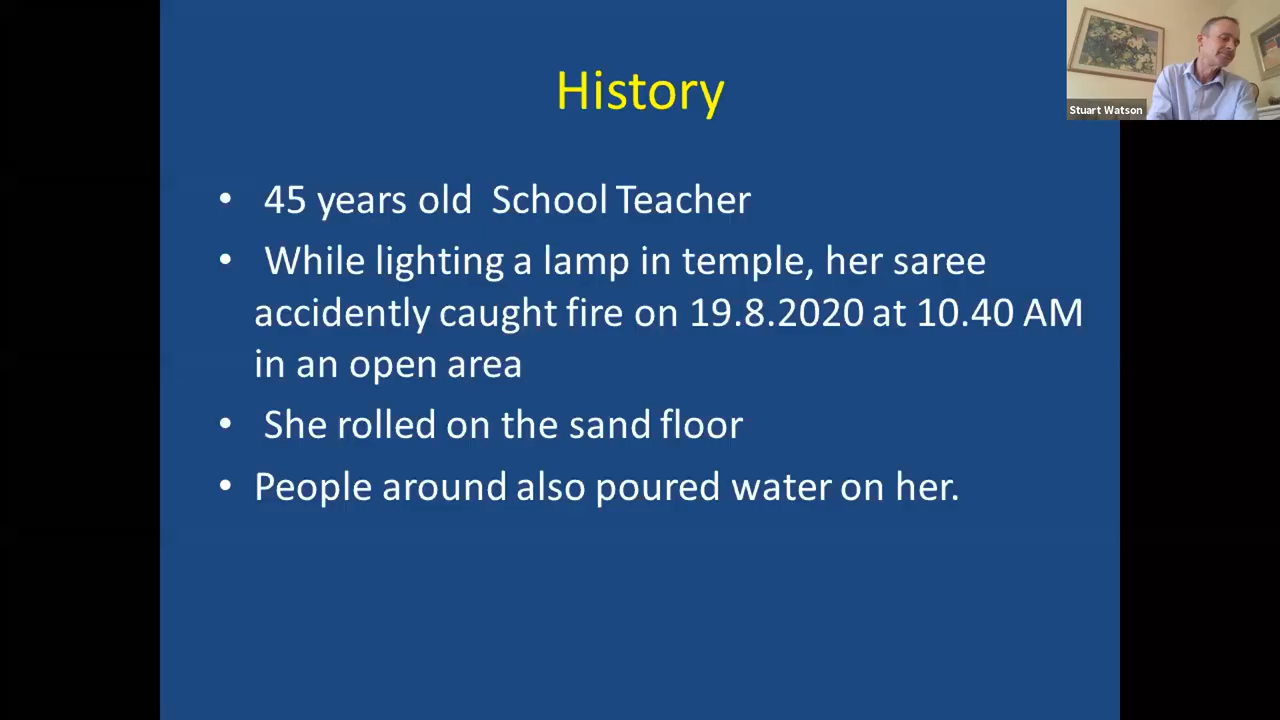 Stuart Watson
History
• 45 years old School Teacher
• While lighting a lamp in temple, her saree
accidently caught fire on 19.8.2020 at 10.40 AM
in an open area
• She rolled on the sand floor
• People around also poured water on her.